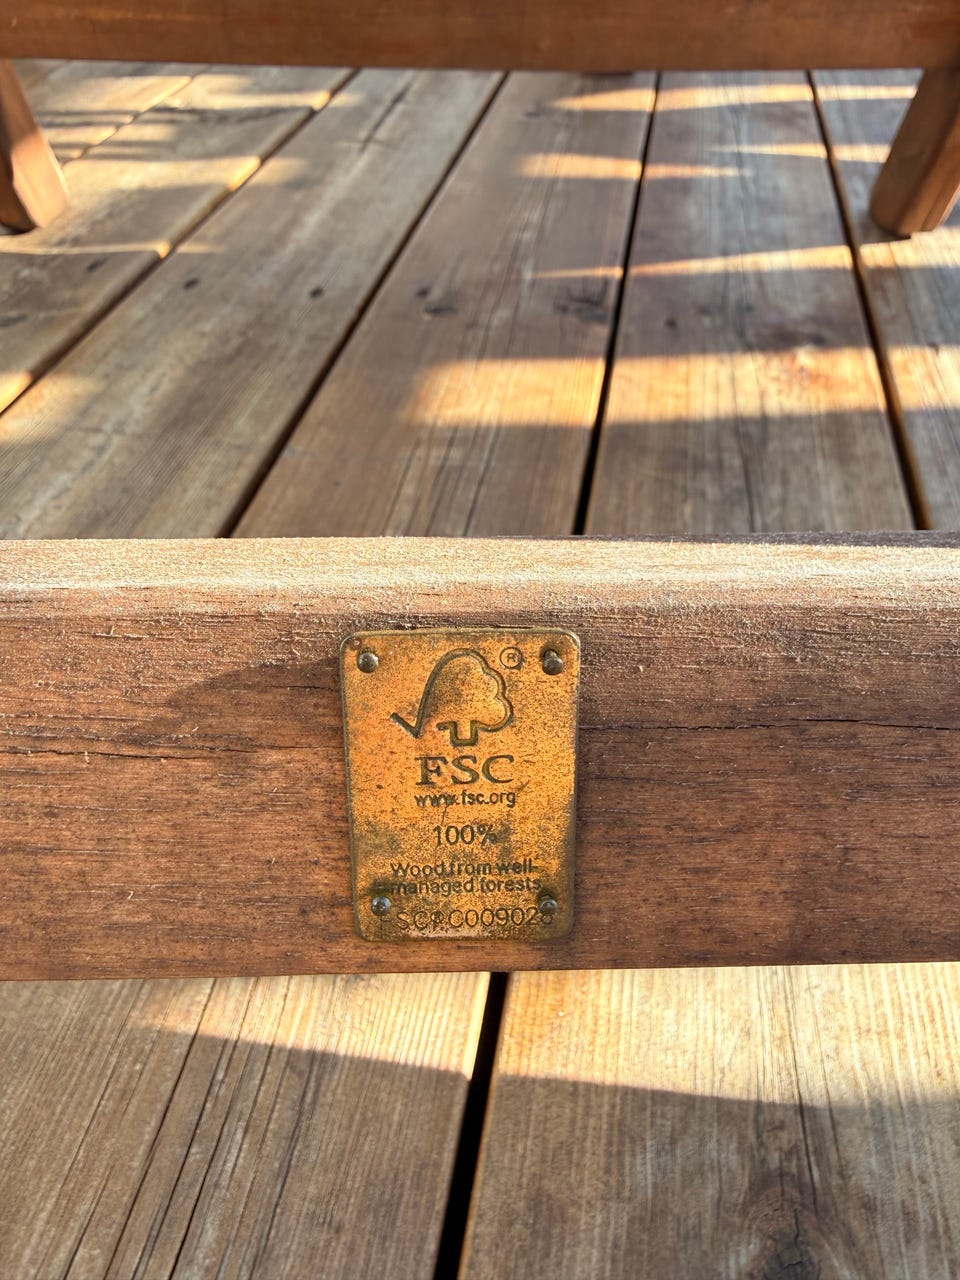 ®
FSC
www.fsc.org
100%
Wood from well-
managed forests